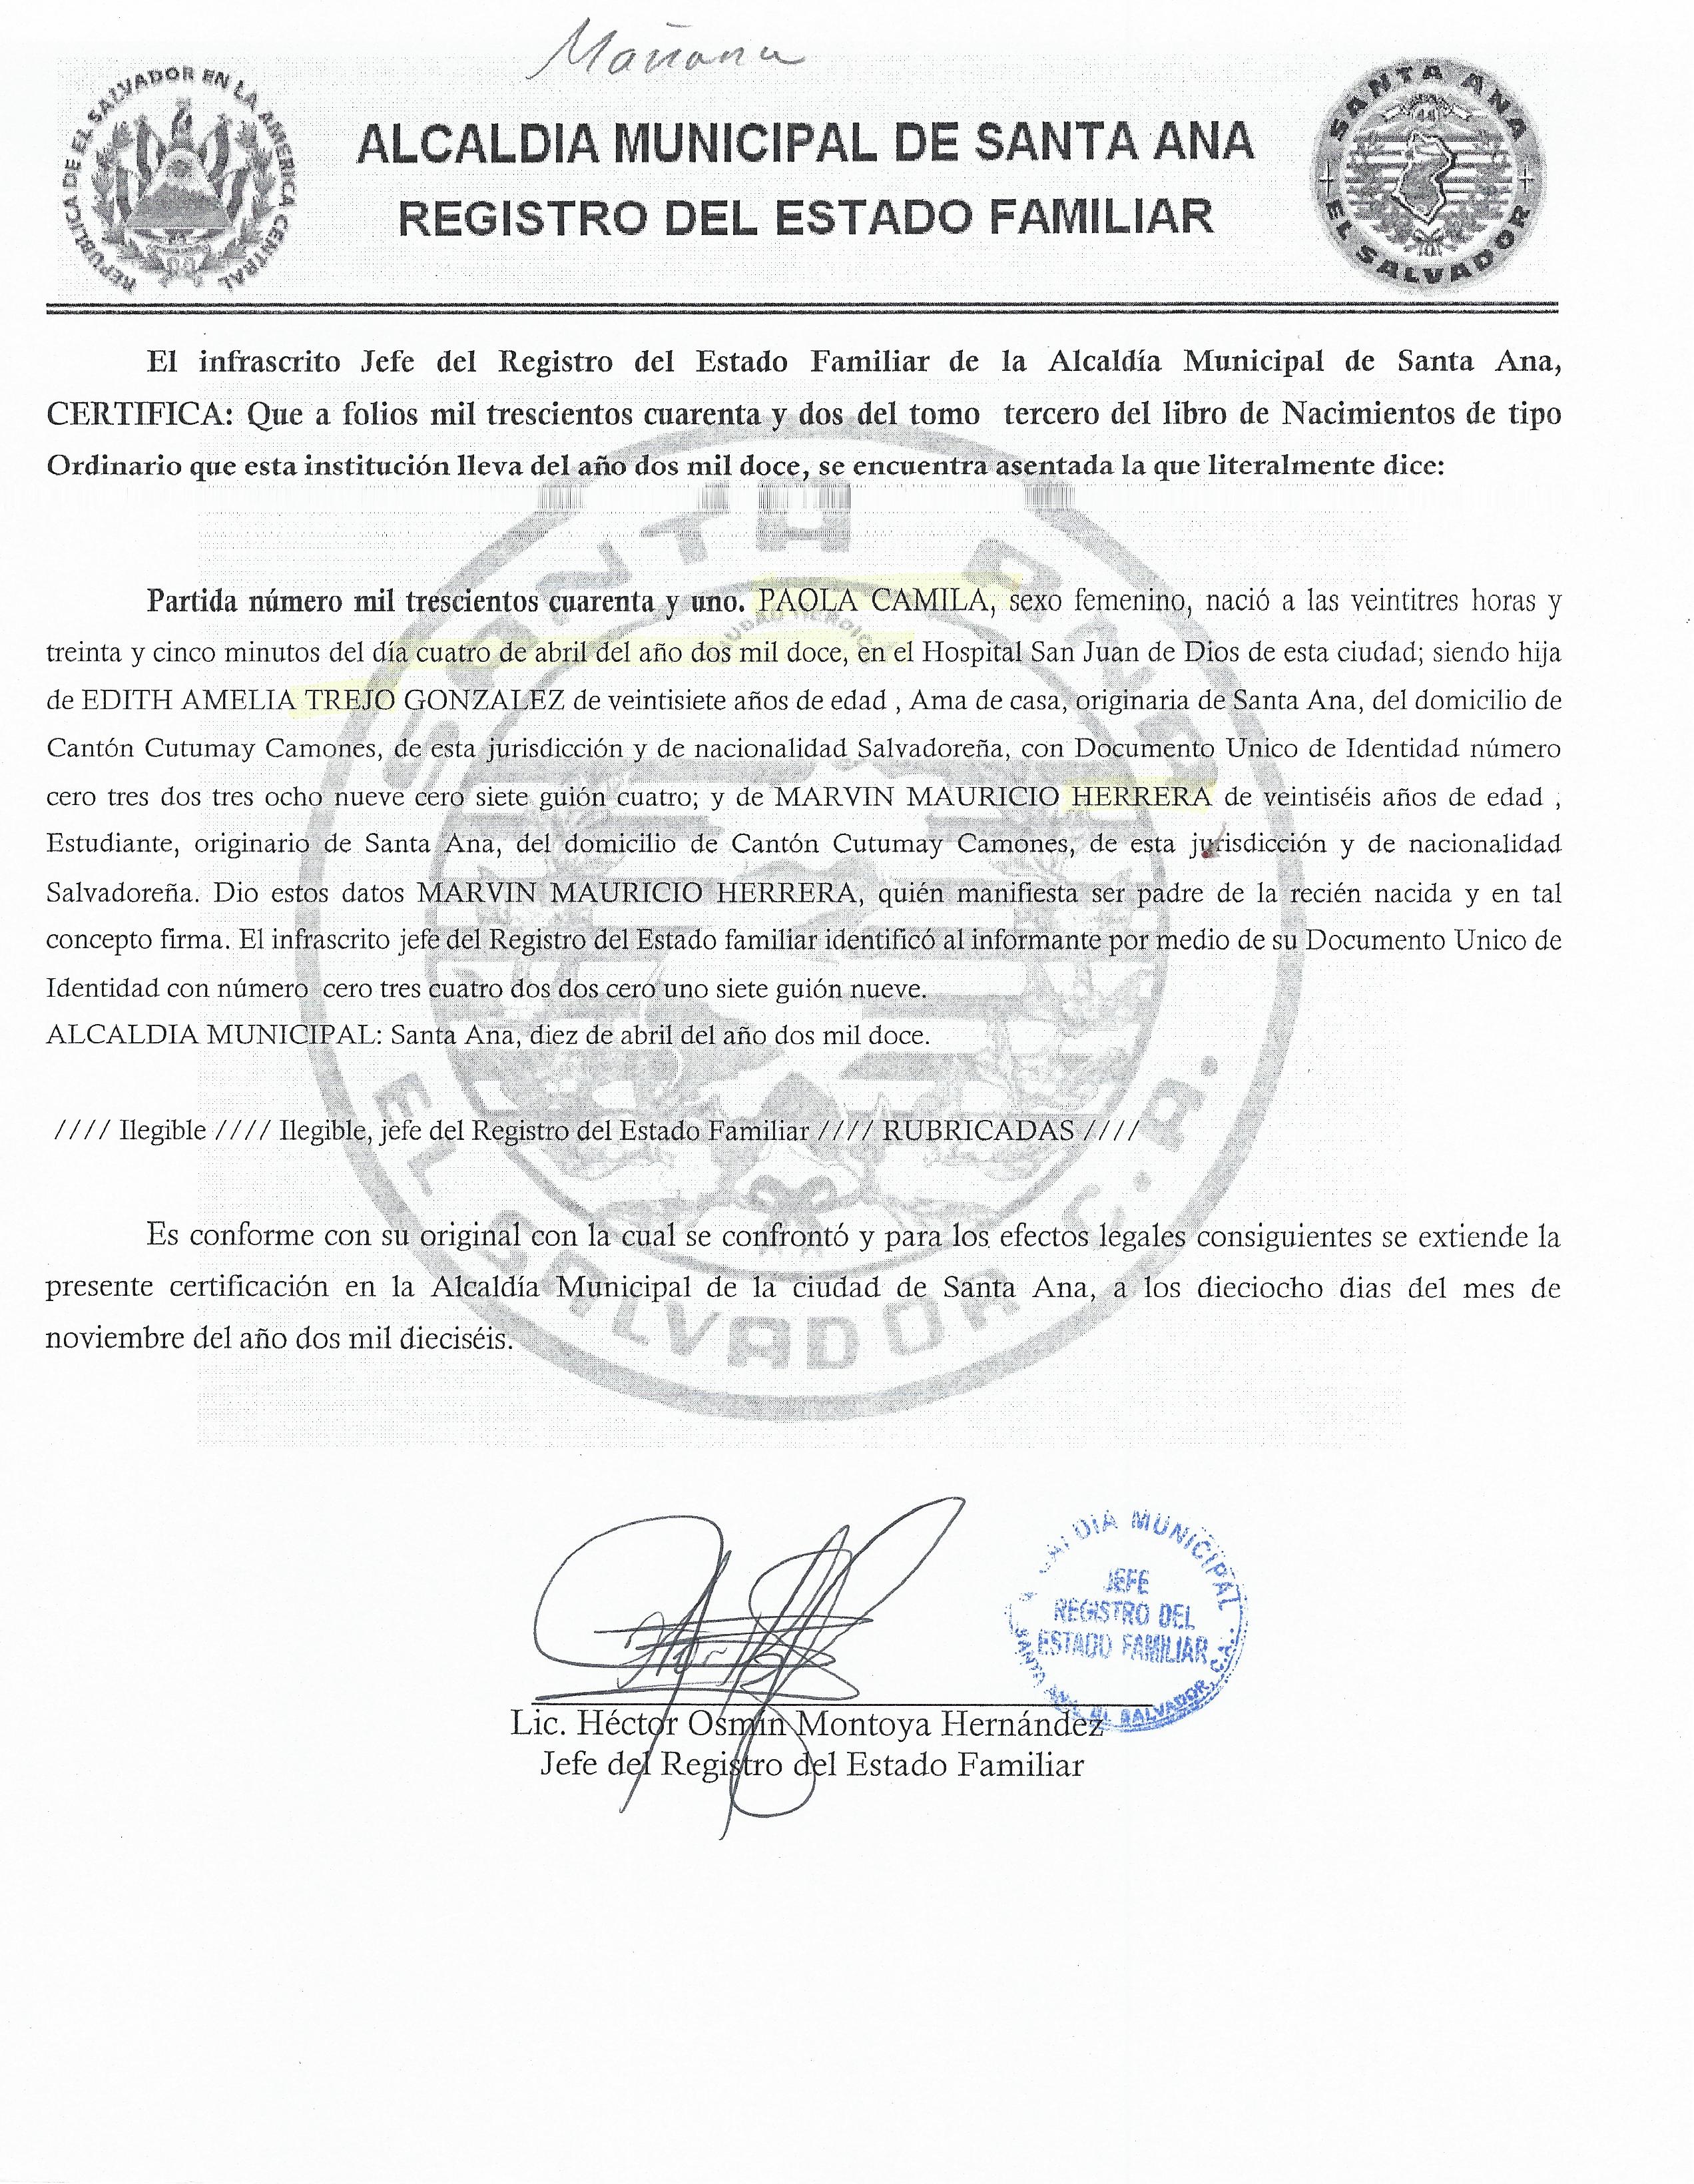 Mañana
REPUBLICA DE EL SALVADOR EN LA AMERICA CENTRAL
ALCALDIA MUNICIPAL DE SANTA ANA
REGISTRO DEL ESTADO FAMILIAR
SANTA ANA
EL SALVADOR
El infrascrito Jefe del Registro del Estado Familiar de la Alcaldía Municipal de Santa Ana,
CERTIFICA: Que a folios mil trescientos cuarenta y dos del tomo tercero del libro de Nacimientos de tipo
Ordinario que esta institución lleva del año dos mil doce, se encuentra asentada la que literalmente dice:
Partida número mil trescientos cuarenta y uno. PAOLA CAMILA, sexo femenino, nació a las veintitres horas y
treinta y cinco minutos del día cuatro de abril del año dos mil doce, en el Hospital San Juan de Dios de esta ciudad; siendo hija
de EDITH AMELIA TREJO GONZALEZ de veintisiete años de edad , Ama de casa, originaria de Santa Ana, del domicilio de
Cantón Cutumay Camones, de esta jurisdicción y de nacionalidad Salvadoreña, con Documento Unico de Identidad número
cero tres dos tres ocho nueve cero siete guión cuatro; y de MARVIN MAURICIO HERRERA de veintiséis años de edad ,
Estudiante, originario de Santa Ana, del domicilio de Cantón Cutumay Camones, de esta jurisdicción y de nacionalidad
Salvadoreña. Dio estos datos MARVIN MAURICIO HERRERA, quién manifiesta ser padre de la recién nacida y en tal
concepto firma. El infrascrito jefe del Registro del Estado familiar identificó al informante por medio de su Documento Unico de
Identidad con número cero tres cuatro dos dos cero uno siete guión nueve.
ALCALDIA MUNICIPAL: Santa Ana, diez de abril del año dos mil doce.
//// Ilegible //// Ilegible, jefe del Registro del Estado Familiar //// RUBRICADAS ////
Es conforme con su original con la cual se confrontó y para los efectos legales consiguientes se extiende la
presente certificación en la Alcaldía Municipal de la ciudad de Santa Ana, a los dieciocho dias del mes de
noviembre del año dos mil dieciséis.
SANTA ANA
EL SALVADOR C. A.
ALCALDIA MUNICIPAL
JEFE
REGISTRO DEL
ESTADO FAMILIAR
SANTA ANA, EL SALVADOR, C.A.
Lic. Héctor Osmín Montoya Hernández
Jefe del Registro del Estado Familiar